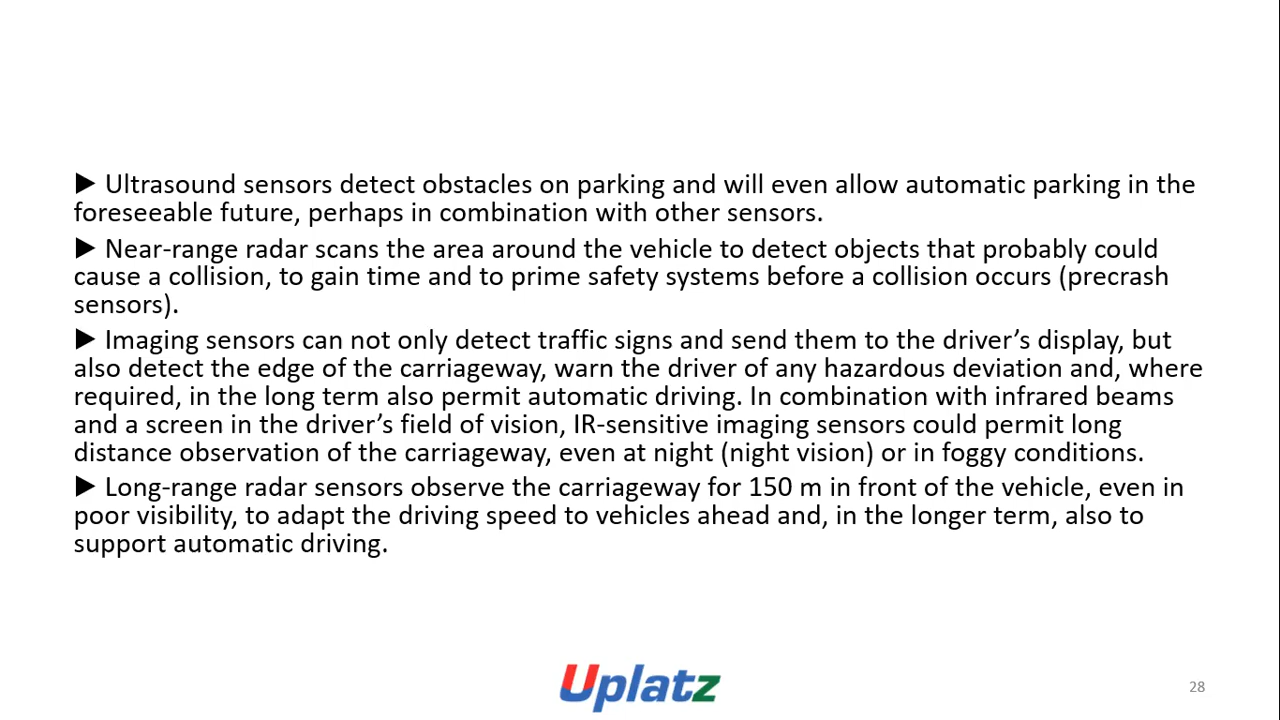 ▶ Ultrasound sensors detect obstacles on parking and will even allow automatic parking in the
foreseeable future, perhaps in combination with other sensors.
▶ Near-range radar scans the area around the vehicle to detect objects that probably could
cause a collision, to gain time and to prime safety systems before a collision occurs (precrash
sensors).
▶ Imaging sensors can not only detect traffic signs and send them to the driver’s display, but
also detect the edge of the carriageway, warn the driver of any hazardous deviation and, where
required, in the long term also permit automatic driving. In combination with infrared beams
and a screen in the driver’s field of vision, IR-sensitive imaging sensors could permit long
distance observation of the carriageway, even at night (night vision) or in foggy conditions.
▶ Long-range radar sensors observe the carriageway for 150 m in front of the vehicle, even in
poor visibility, to adapt the driving speed to vehicles ahead and, in the longer term, also to
support automatic driving.
Uplatz
28